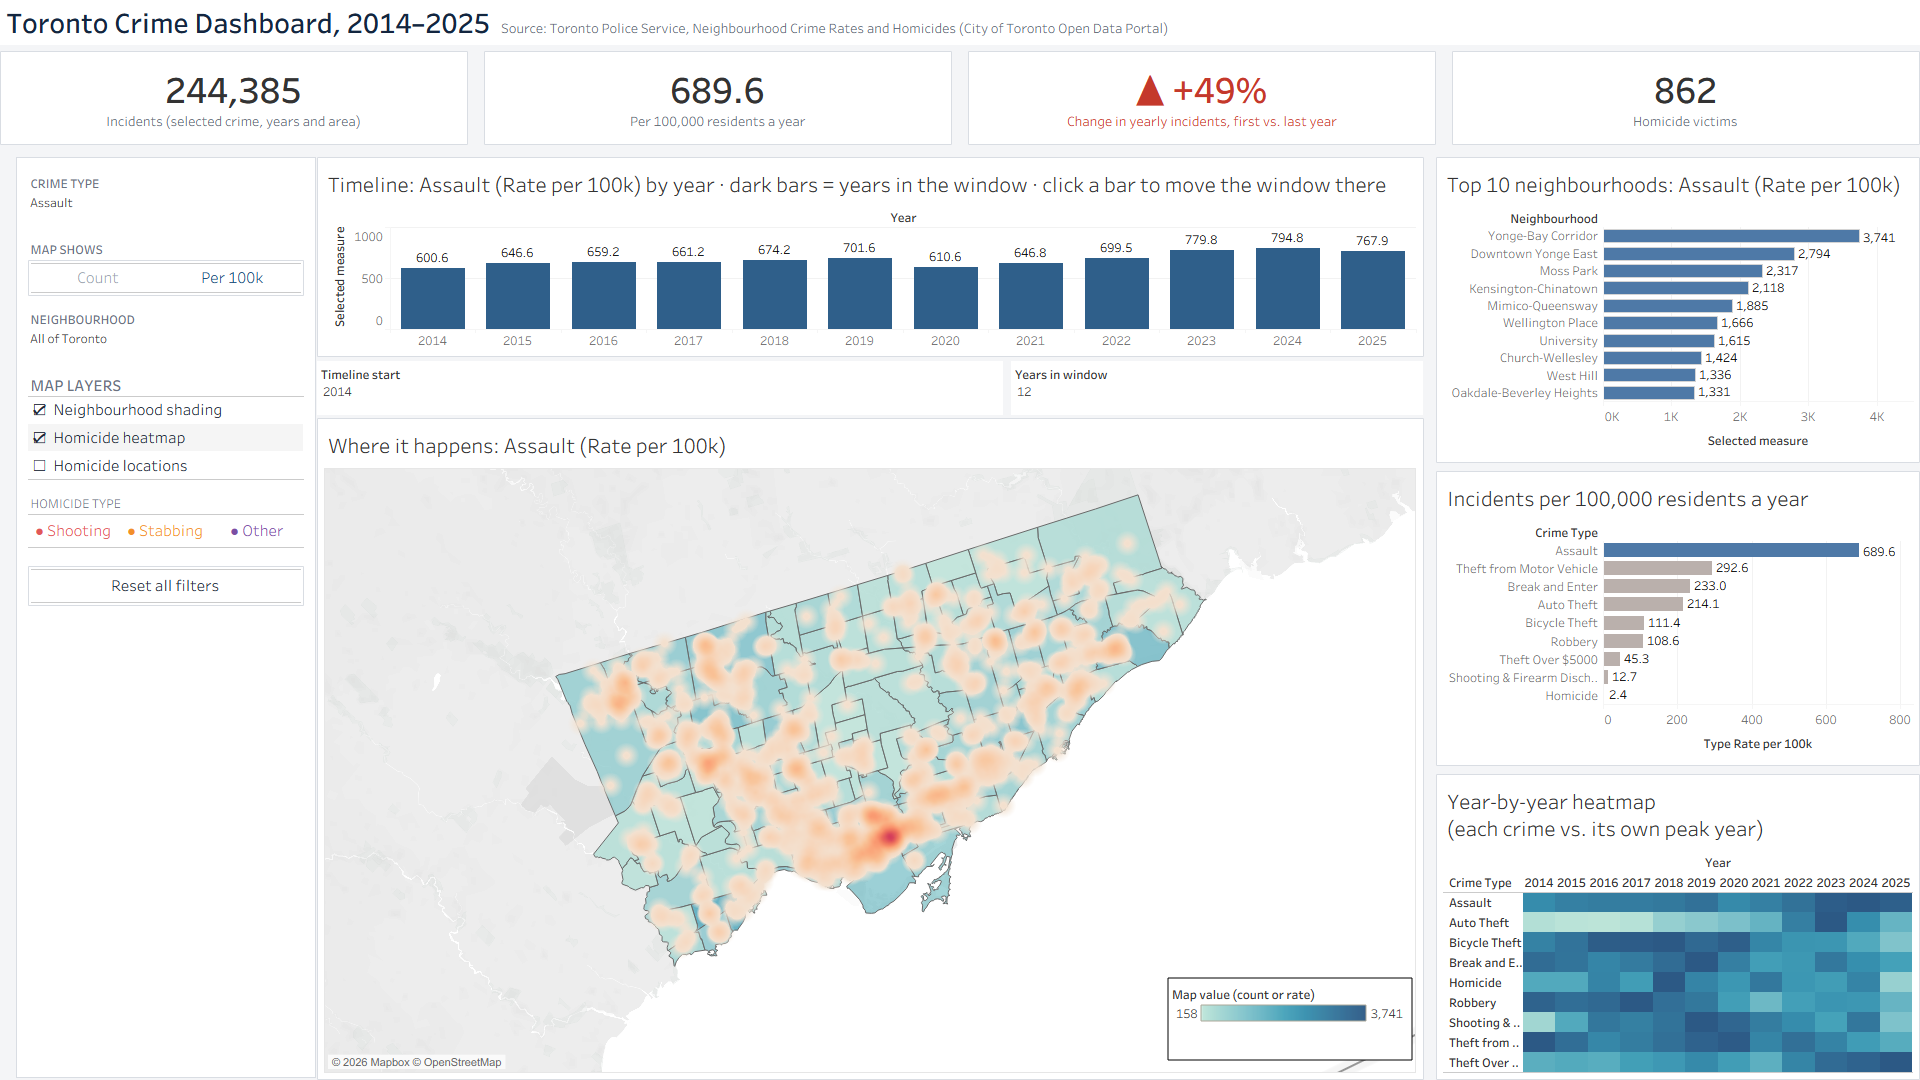 Toronto Crime Dashboard, 2014–2025 Source: Toronto Police Service, Neighbourhood Crime Rates and Homicides (City of Toronto Open Data Portal)
244,385
Incidents (selected crime, years and area)
689.6
Per 100,000 residents a year
▲ +49%
Change in yearly incidents, first vs. last year
862
Homicide victims
CRIME TYPE
Assault
MAP SHOWS
Count Per 100k
NEIGHBOURHOOD
All of Toronto
MAP LAYERS
Neighbourhood shading
Homicide heatmap
Homicide locations
HOMICIDE TYPE
● Shooting ● Stabbing ● Other
Reset all filters
Timeline: Assault (Rate per 100k) by year · dark bars = years in the window · click a bar to move the window there
Year
Selected measure
1000
500
0
600.6 646.6 659.2 661.2 674.2 701.6 610.6 646.8 699.5 779.8 794.8 767.9
2014 2015 2016 2017 2018 2019 2020 2021 2022 2023 2024 2025
Timeline start
2014
Years in window
12
Where it happens: Assault (Rate per 100k)
Map value (count or rate)
158 3,741
© 2026 Mapbox © OpenStreetMap
Top 10 neighbourhoods: Assault (Rate per 100k)
Neighbourhood
Yonge-Bay Corridor 3,741
Downtown Yonge East 2,794
Moss Park 2,317
Kensington-Chinatown 2,118
Mimico-Queensway 1,885
Wellington Place 1,666
University 1,615
Church-Wellesley 1,424
West Hill 1,336
Oakdale-Beverley Heights 1,331
0K 1K 2K 3K 4K
Selected measure
Incidents per 100,000 residents a year
Crime Type
Assault 689.6
Theft from Motor Vehicle 292.6
Break and Enter 233.0
Auto Theft 214.1
Bicycle Theft 111.4
Robbery 108.6
Theft Over $5000 45.3
Shooting & Firearm Disch.. 12.7
Homicide 2.4
0 200 400 600 800
Type Rate per 100k
Year-by-year heatmap
(each crime vs. its own peak year)
Year
Crime Type 2014 2015 2016 2017 2018 2019 2020 2021 2022 2023 2024 2025
Assault
Auto Theft
Bicycle Theft
Break and E..
Homicide
Robbery
Shooting & ..
Theft from ..
Theft Over ..